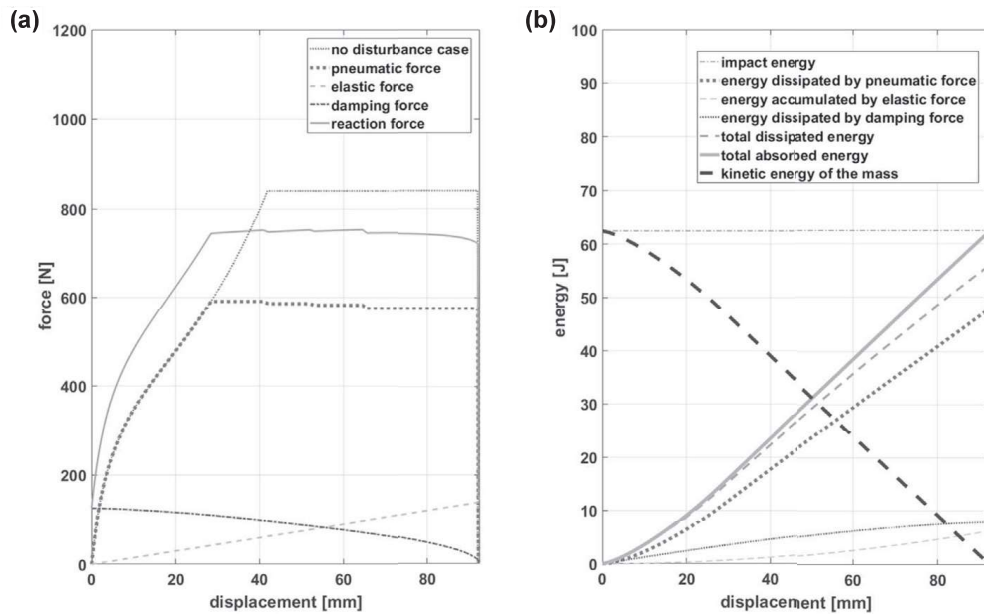 (a)
1200
1000
800
600
400
200
0
force [N]
0 20 40 60 80
displacement [mm]
no disturbance case
pneumatic force
elastic force
damping force
reaction force
(b)
100
90
80
70
60
50
40
30
20
10
0
energy [J]
0 20 40 60 80
displacement [mm]
impact energy
energy dissipated by pneumatic force
energy accumulated by elastic force
energy dissipated by damping force
total dissipated energy
total absorbed energy
kinetic energy of the mass